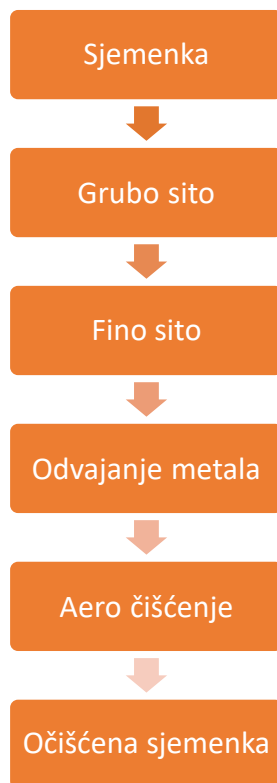 Sjemenka
Grubo sito
Fino sito
Odvajanje metala
Aero čišćenje
Očišćena sjemenka